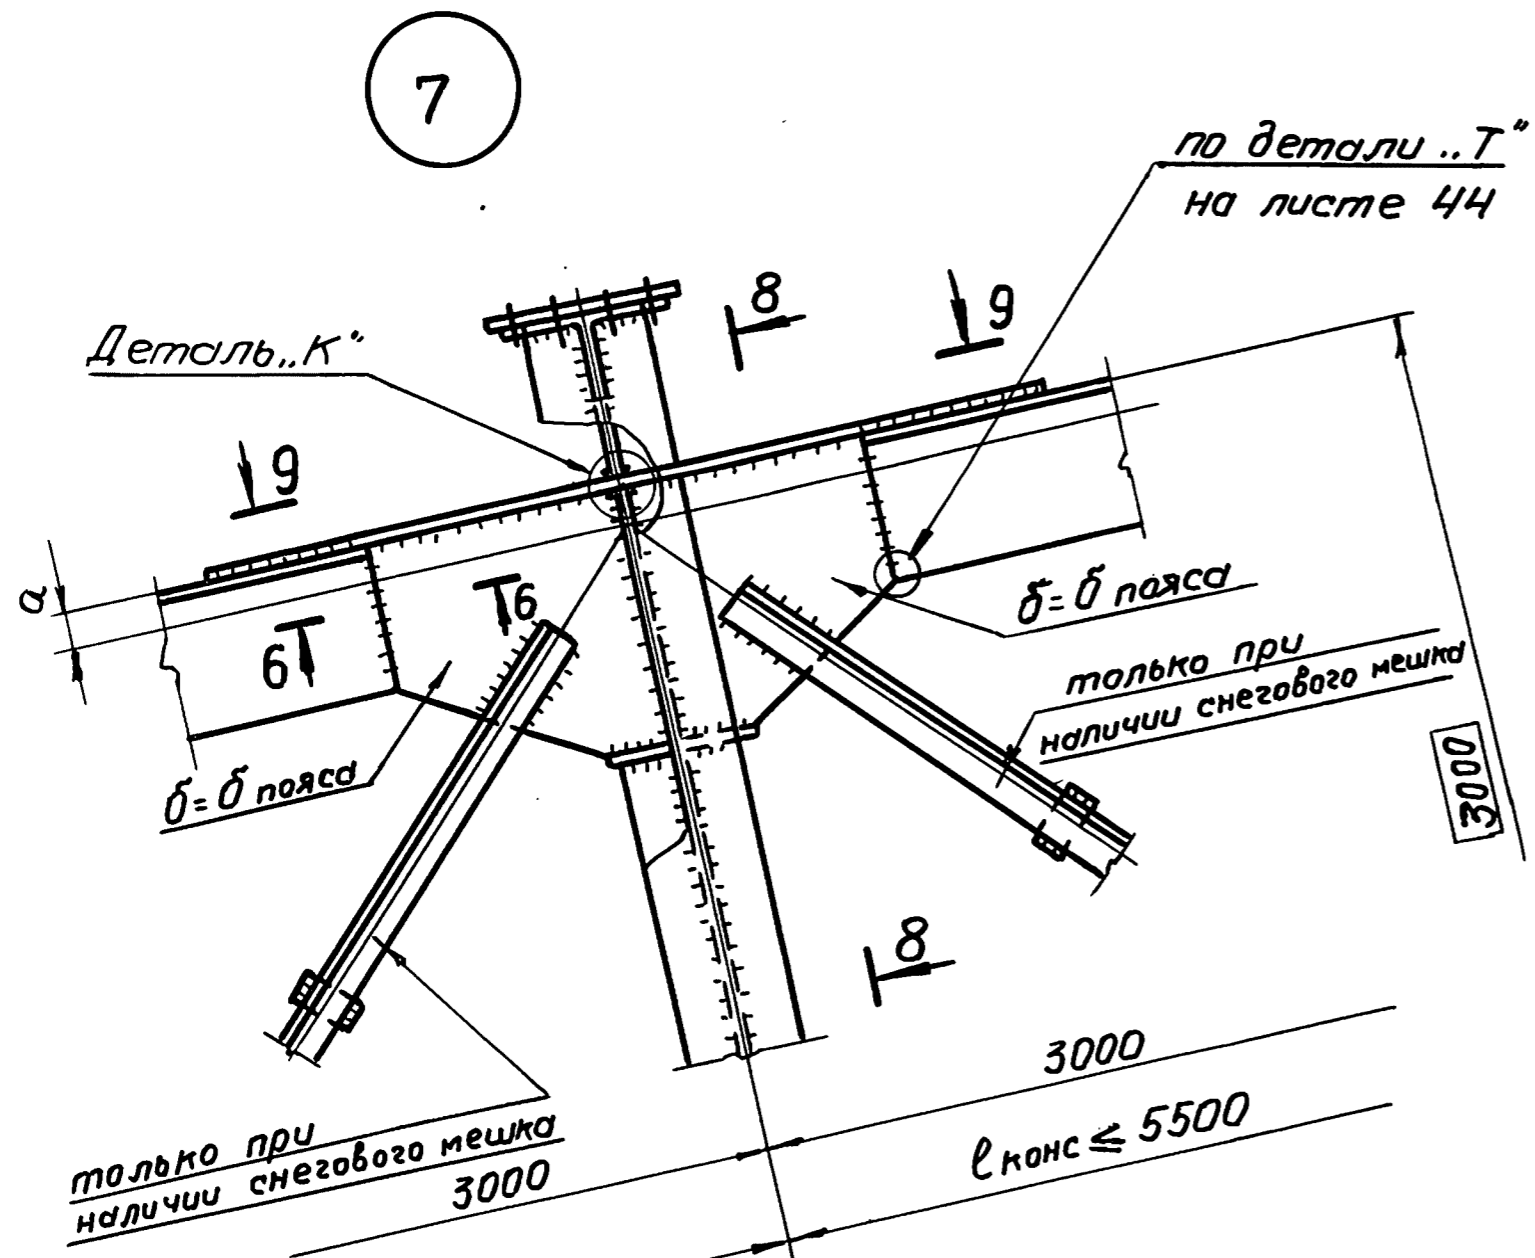 7
по детали „Т"
на листе 44
Деталь „К"
8
9
9
а
6
6
б = б пояса
б = б пояса
только при
наличии снегового мешка
3000
8
3000
ℓ конс ≤ 5500
только при
наличии снегового мешка
3000